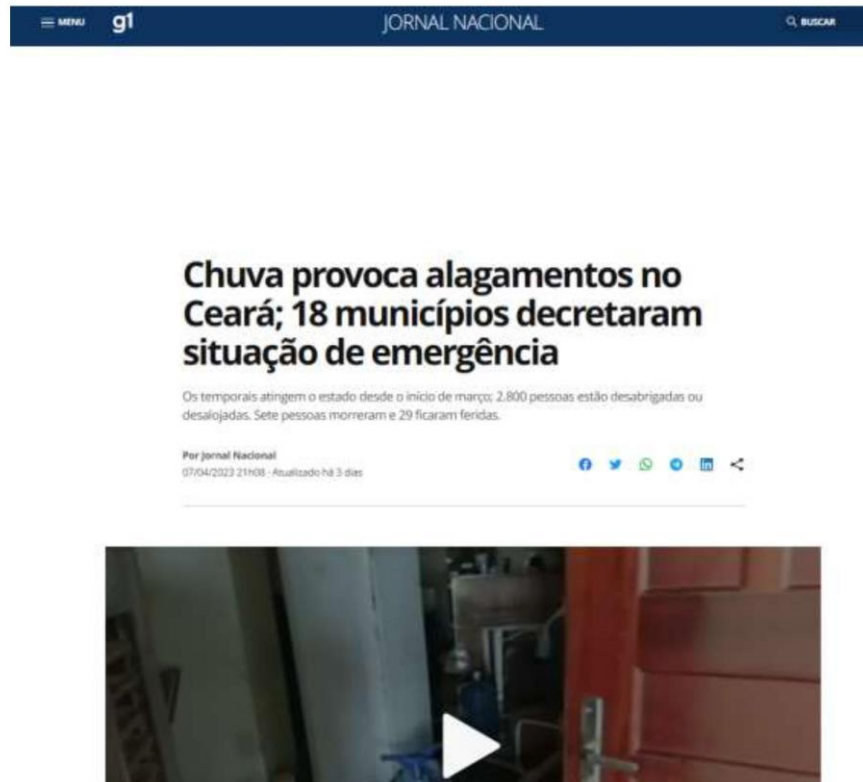 MENU g1 JORNAL NACIONAL BUSCAR
Chuva provoca alagamentos no
Ceará; 18 municípios decretaram
situação de emergência
Os temporais atingem o estado desde o início de março; 2.800 pessoas estão desabrigadas ou
desalojadas. Sete pessoas morreram e 29 ficaram feridas.
Por Jornal Nacional
07/04/2023 21h08 · Atualizado há 3 dias